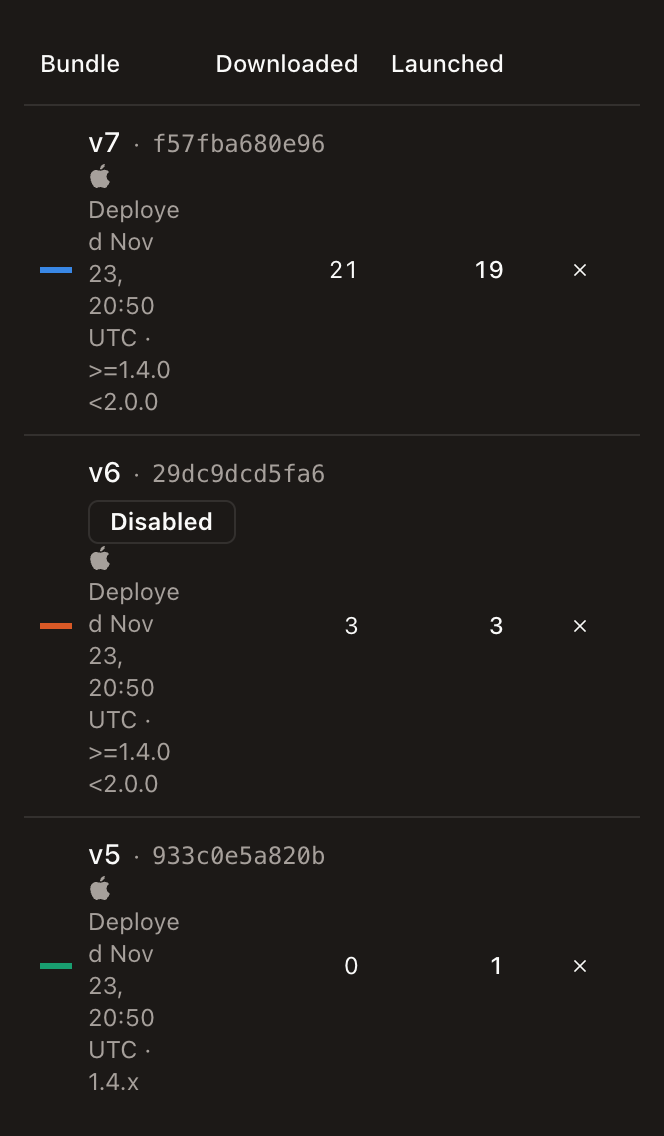 Bundle Downloaded Launched
v7 · f57fba680e96
Deploye
d Nov
23,
20:50
UTC ·
>=1.4.0
<2.0.0
21 19 ×
v6 · 29dc9dcd5fa6
Disabled
Deploye
d Nov
23,
20:50
UTC ·
>=1.4.0
<2.0.0
3 3 ×
v5 · 933c0e5a820b
Deploye
d Nov
23,
20:50
UTC ·
1.4.x
0 1 ×